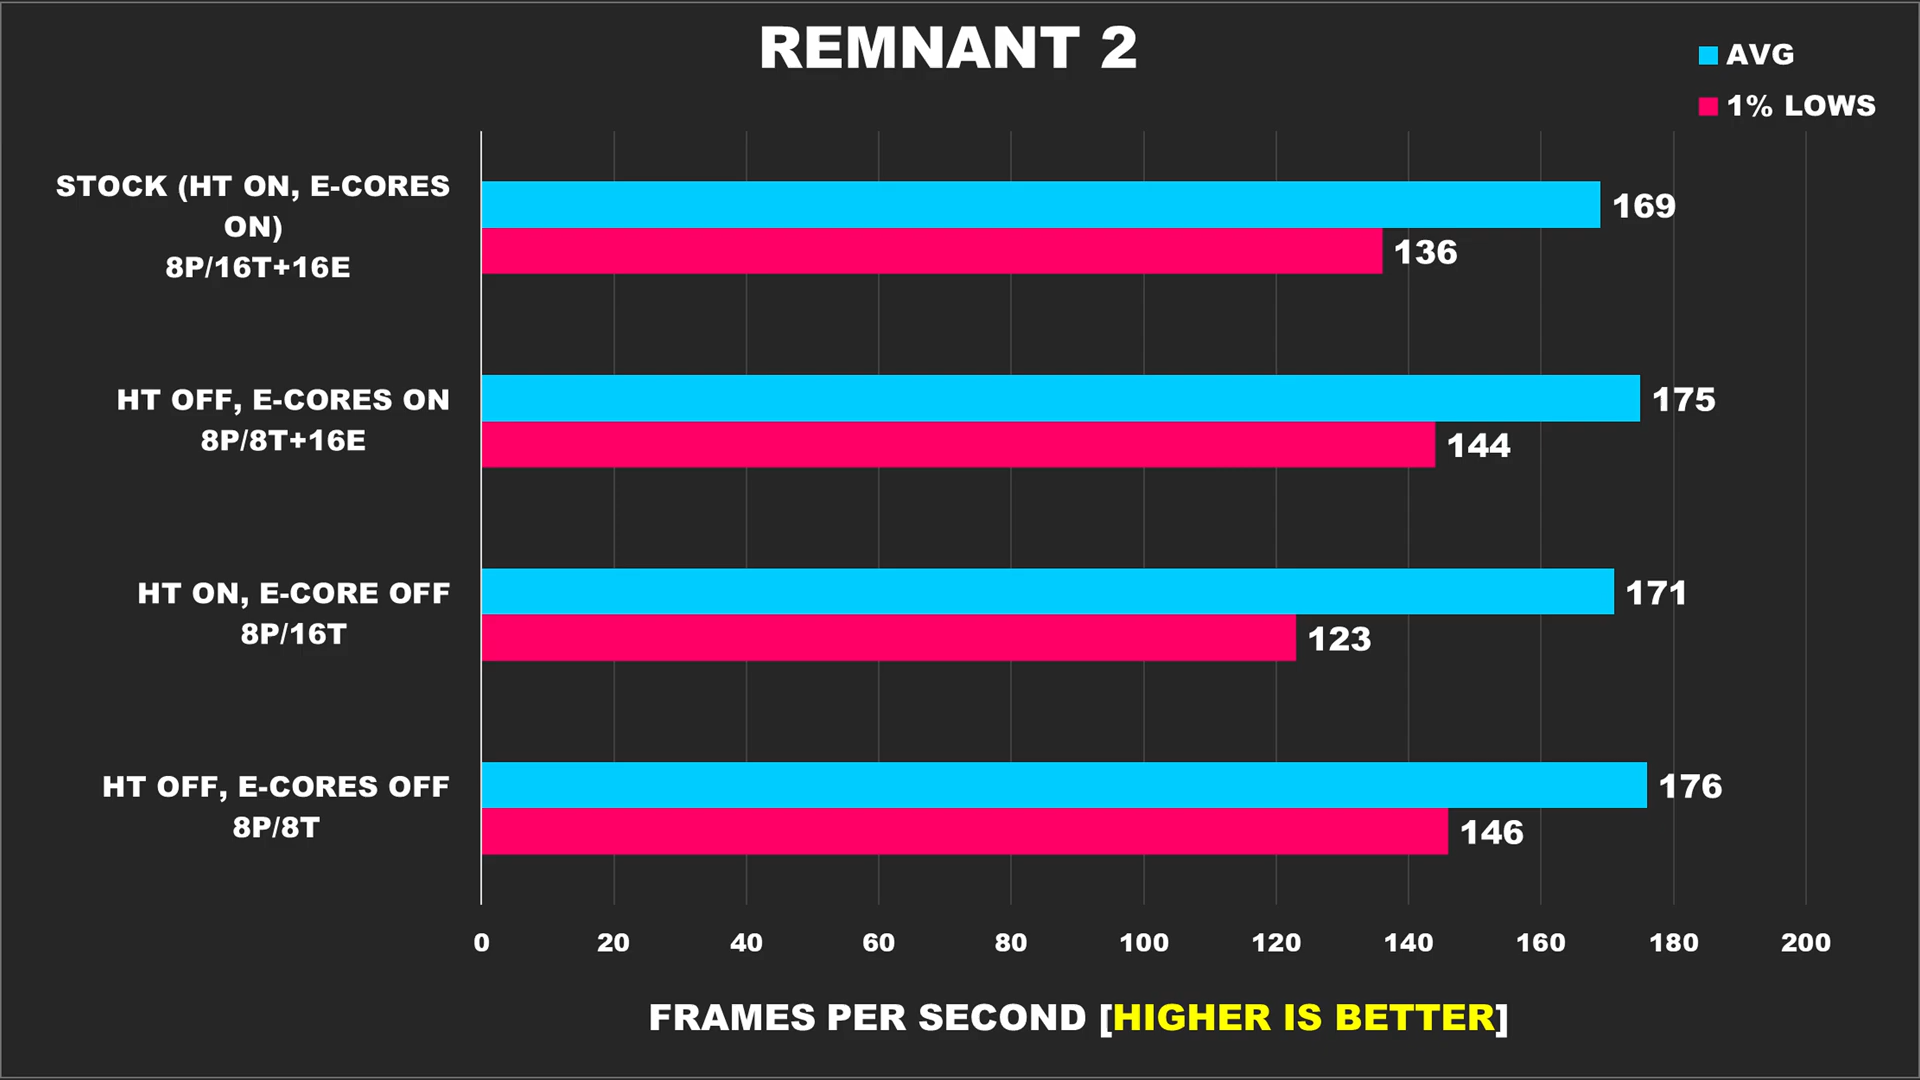 REMNANT 2
AVG
1% LOWS
STOCK (HT ON, E-CORES
ON)
8P/16T+16E
169
136
HT OFF, E-CORES ON
8P/8T+16E
175
144
HT ON, E-CORE OFF
8P/16T
171
123
HT OFF, E-CORES OFF
8P/8T
176
146
0 20 40 60 80 100 120 140 160 180 200
FRAMES PER SECOND [HIGHER IS BETTER]